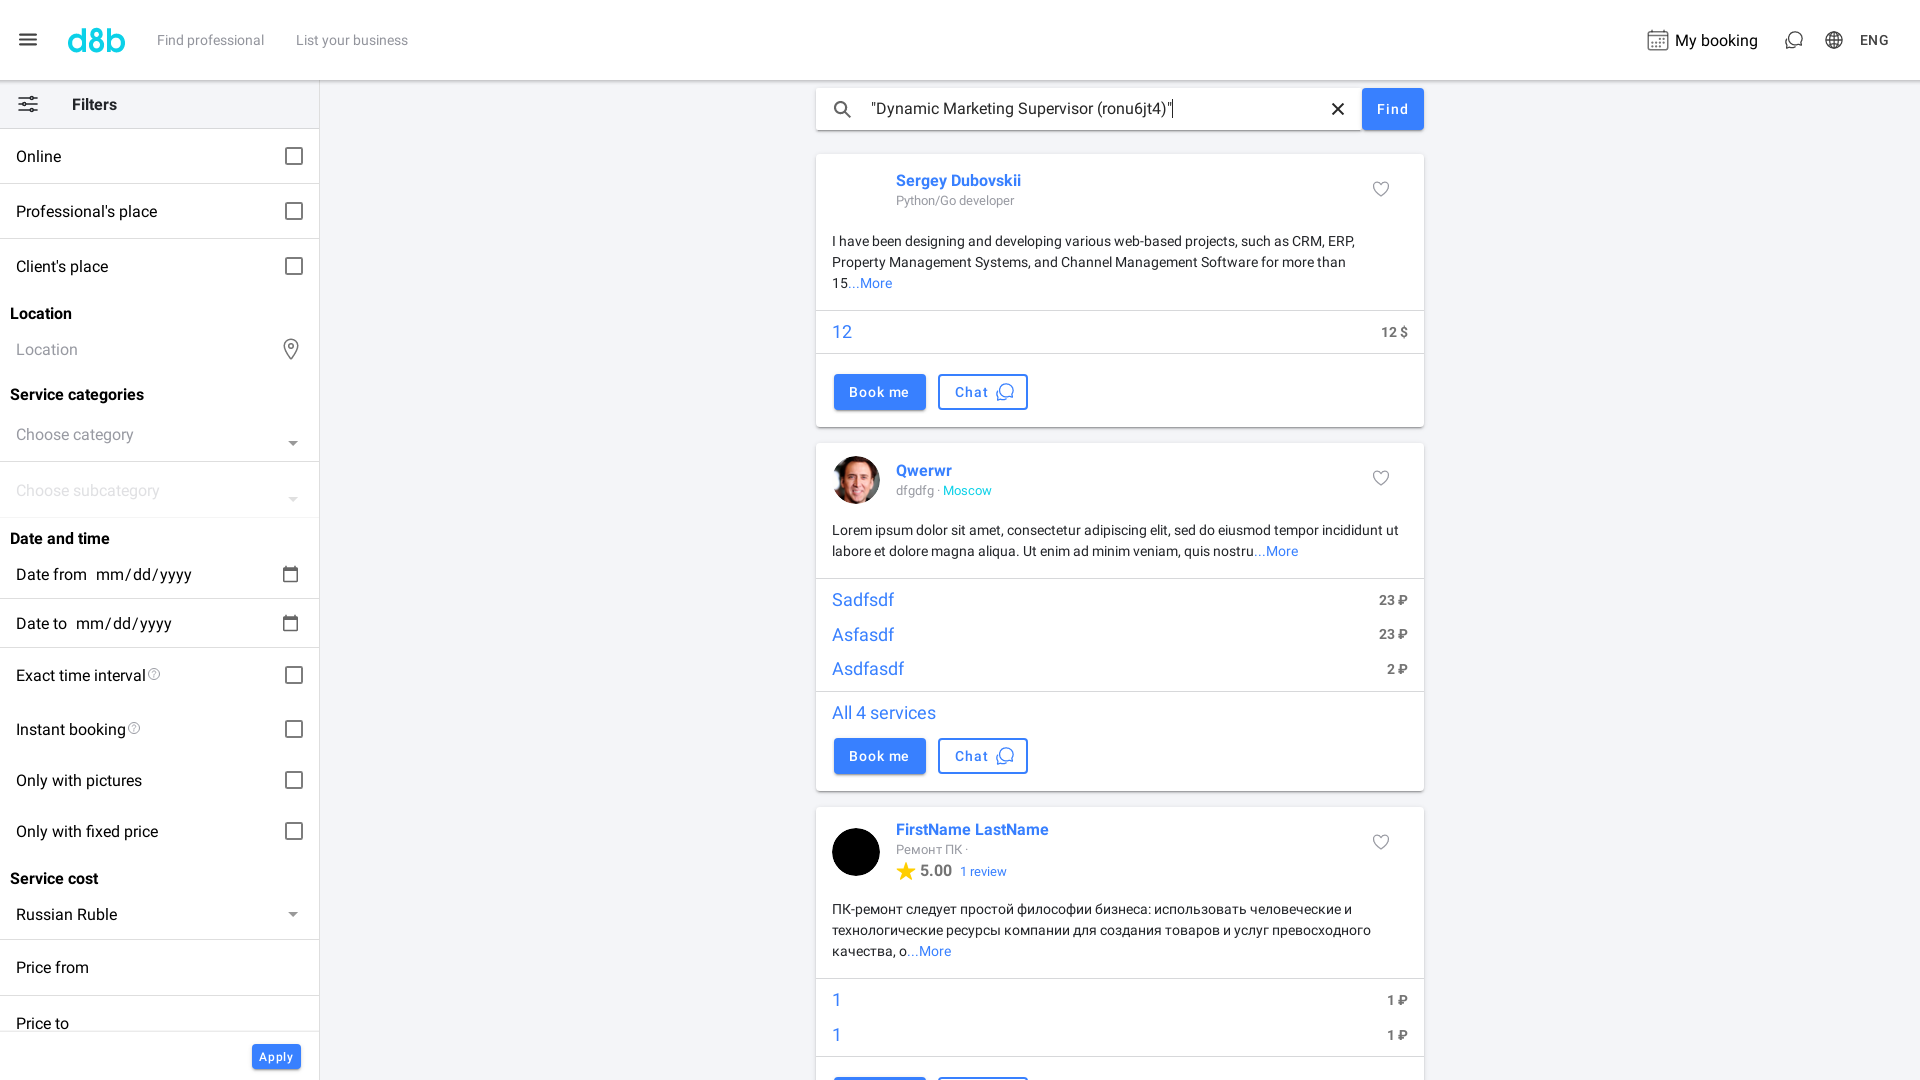 d8b
Find professional
List your business
My booking
ENG
Filters
Online
Professional's place
Client's place
Location
Location
Service categories
Choose category
Choose subcategory
Date and time
Date from mm/dd/yyyy
Date to mm/dd/yyyy
Exact time interval
Instant booking
Only with pictures
Only with fixed price
Service cost
Russian Ruble
Price from
Price to
Apply
"Dynamic Marketing Supervisor (ronu6jt4)"
Find
Sergey Dubovskii
Python/Go developer
I have been designing and developing various web-based projects, such as CRM, ERP,
Property Management Systems, and Channel Management Software for more than
15...More
12 12 $
Book me
Chat
Qwerwr
dfgdfg · Moscow
Lorem ipsum dolor sit amet, consectetur adipiscing elit, sed do eiusmod tempor incididunt ut
labore et dolore magna aliqua. Ut enim ad minim veniam, quis nostru...More
Sadfsdf 23 ₽
Asfasdf 23 ₽
Asdfasdf 2 ₽
All 4 services
Book me
Chat
FirstName LastName
Ремонт ПК ·
5.00 1 review
ПК-ремонт следует простой философии бизнеса: использовать человеческие и
технологические ресурсы компании для создания товаров и услуг превосходного
качества, о...More
1 1 ₽
1 1 ₽